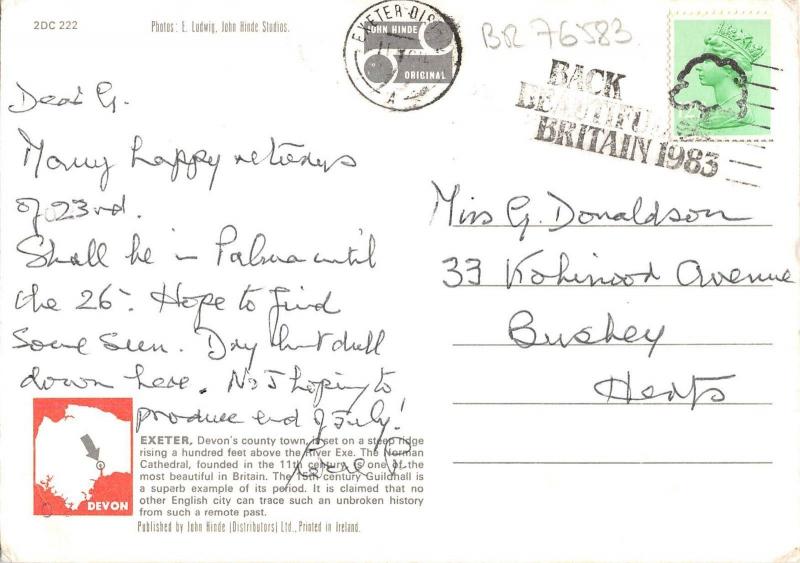 2DC 222
Photos: E. Ludwig, John Hinde Studios.
EXETER DIS
JOHN HINDE
ORIGINAL
A
BR 76583
BACK
BEAUTIFUL
BRITAIN 1983
Dear G.
Many happy returns
of 23rd.
Shall be in Palma until
the 26th. Hope to find
some sun. Dry but dull
down here. N & J hoping to
produce end of July!
Miss G. Donaldson
33 Kohinoor Avenue
Bushey
Herts
EXETER, Devon's county town, is set on a steep ridge
rising a hundred feet above the River Exe. The Norman
Cathedral, founded in the 11th century, is one of the
most beautiful in Britain. The 15th century Guildhall is
a superb example of its period. It is claimed that no
other English city can trace such an unbroken history
from such a remote past.
DEVON
Published by John Hinde (Distributors) Ltd., Printed in Ireland.